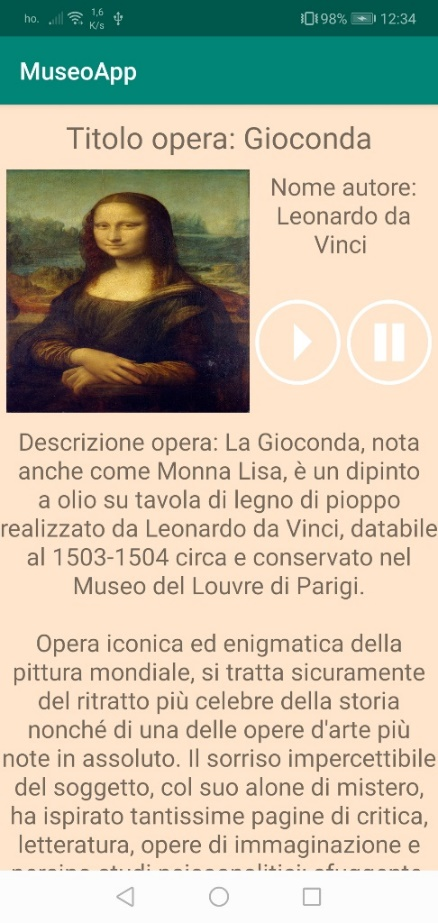 ho. 1,6 K/s 98% 12:34
MuseoApp
Titolo opera: Gioconda
Nome autore:
Leonardo da
Vinci
Descrizione opera: La Gioconda, nota
anche come Monna Lisa, è un dipinto
a olio su tavola di legno di pioppo
realizzato da Leonardo da Vinci, databile
al 1503-1504 circa e conservato nel
Museo del Louvre di Parigi.
Opera iconica ed enigmatica della
pittura mondiale, si tratta sicuramente
del ritratto più celebre della storia
nonché di una delle opere d'arte più
note in assoluto. Il sorriso impercettibile
del soggetto, col suo alone di mistero,
ha ispirato tantissime pagine di critica,
letteratura, opere di immaginazione e